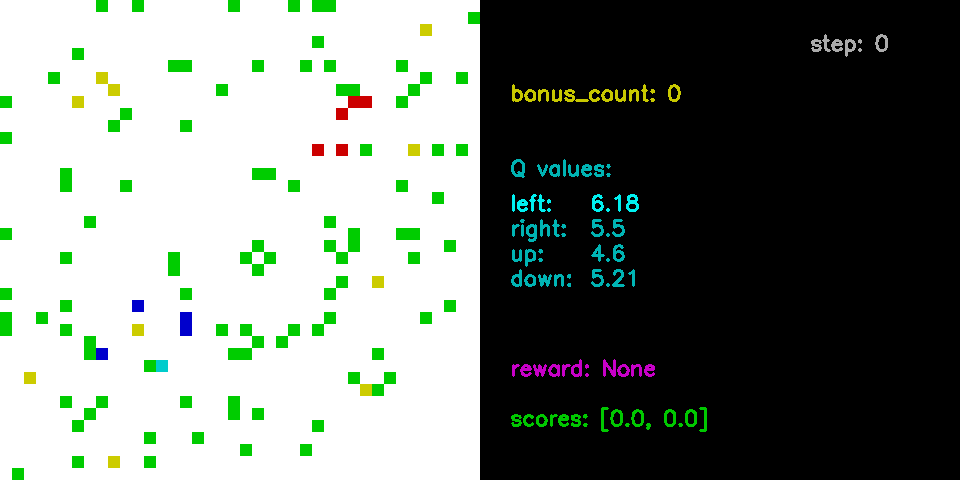 step: 0
bonus_count: 0
Q values:
left: 6.18
right: 5.5
up: 4.6
down: 5.21
reward: None
scores: [0.0, 0.0]